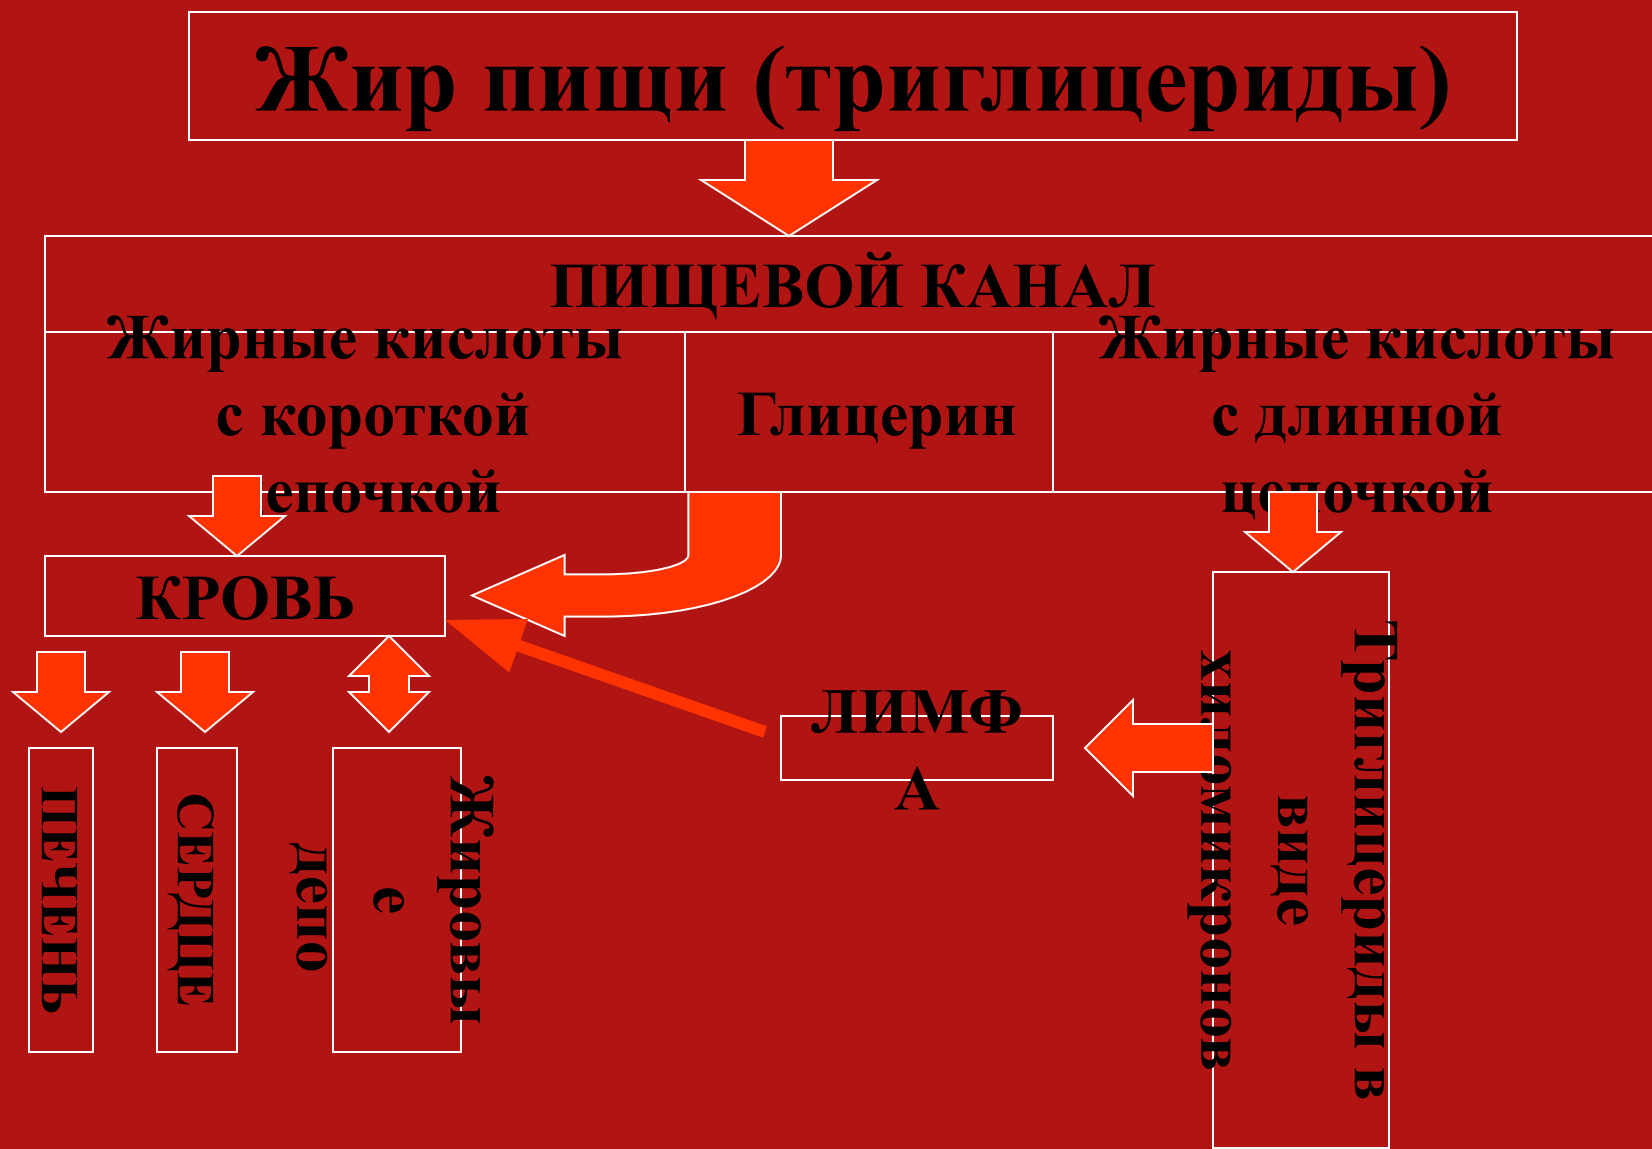 Жир пищи (триглицериды)
ПИЩЕВОЙ КАНАЛ
Жирные кислоты
с короткой
епочкой
Глицерин
Жирные кислоты
с длинной
цепочкой
КРОВЬ
ЛИМФ
А
ПЕЧЕНЬ
СЕРДЦЕ
Жировы
е
депо
Триглицериды в
виде
хиломикронов